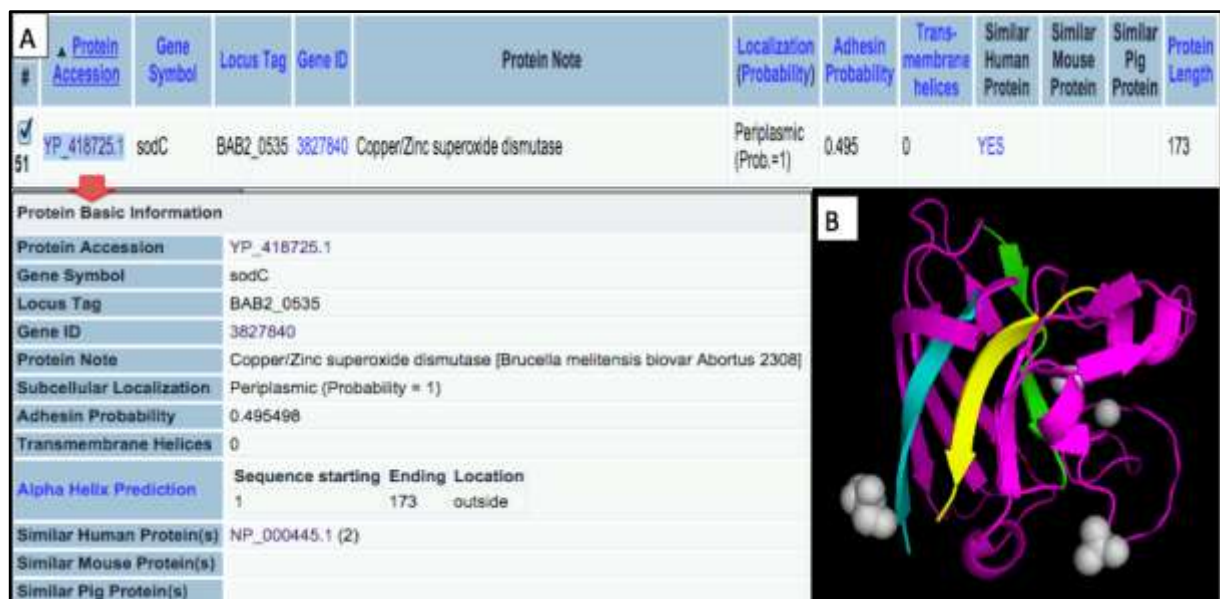 A
# ▲ Protein Accession Gene Symbol Locus Tag Gene ID Protein Note Localization (Probability) Adhesin Probability Trans-membrane helices Similar Human Protein Similar Mouse Protein Similar Pig Protein Protein Length
51 YP_418725.1 sodC BAB2_0535 3827840 Copper/Zinc superoxide dismutase Periplasmic (Prob.=1) 0.495 0 YES 173
Protein Basic Information
Protein Accession YP_418725.1
Gene Symbol sodC
Locus Tag BAB2_0535
Gene ID 3827840
Protein Note Copper/Zinc superoxide dismutase [Brucella melitensis biovar Abortus 2308]
Subcellular Localization Periplasmic (Probability = 1)
Adhesin Probability 0.495498
Transmembrane Helices 0
Alpha Helix Prediction Sequence starting Ending Location
1 173 outside
Similar Human Protein(s) NP_000445.1 (2)
Similar Mouse Protein(s)
Similar Pig Protein(s)
B